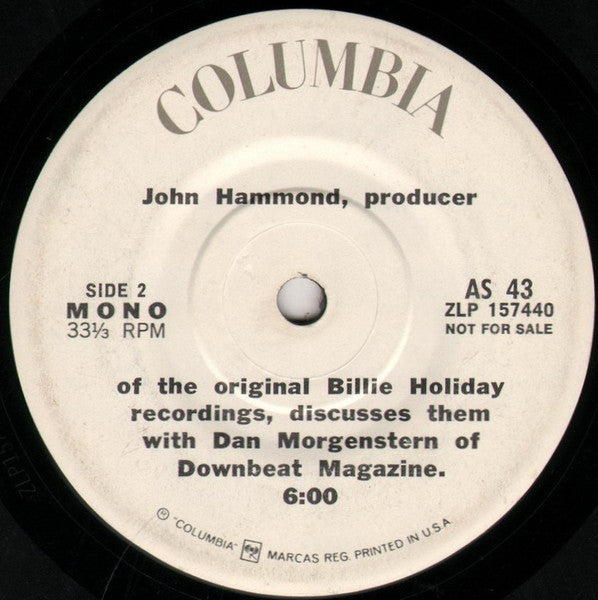 COLUMBIA
John Hammond, producer
SIDE 2
MONO
33⅓ RPM
AS 43
ZLP 157440
NOT FOR SALE
of the original Billie Holiday
recordings, discusses them
with Dan Morgenstern of
Downbeat Magazine.
6:00
Ⓡ "COLUMBIA" MARCAS REG. PRINTED IN U.S.A.